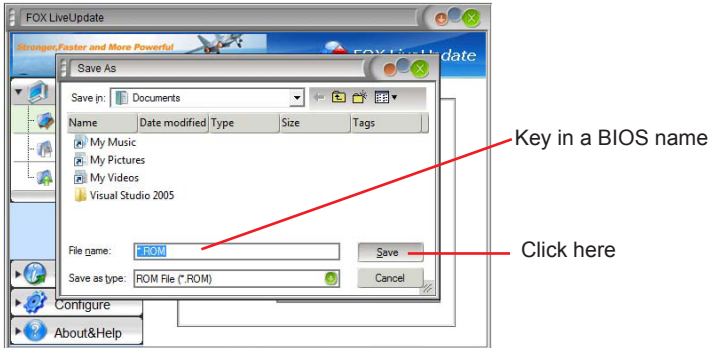 FOX LiveUpdate
Stronger,Faster and More Powerful
FOX LiveUpdate
Save As
Save in: Documents
Name Date modified Type Size Tags
My Music
My Pictures
My Videos
Visual Studio 2005
File name: *.ROM Save
Save as type: ROM File (*.ROM) Cancel
Configure
About&Help
Key in a BIOS name
Click here